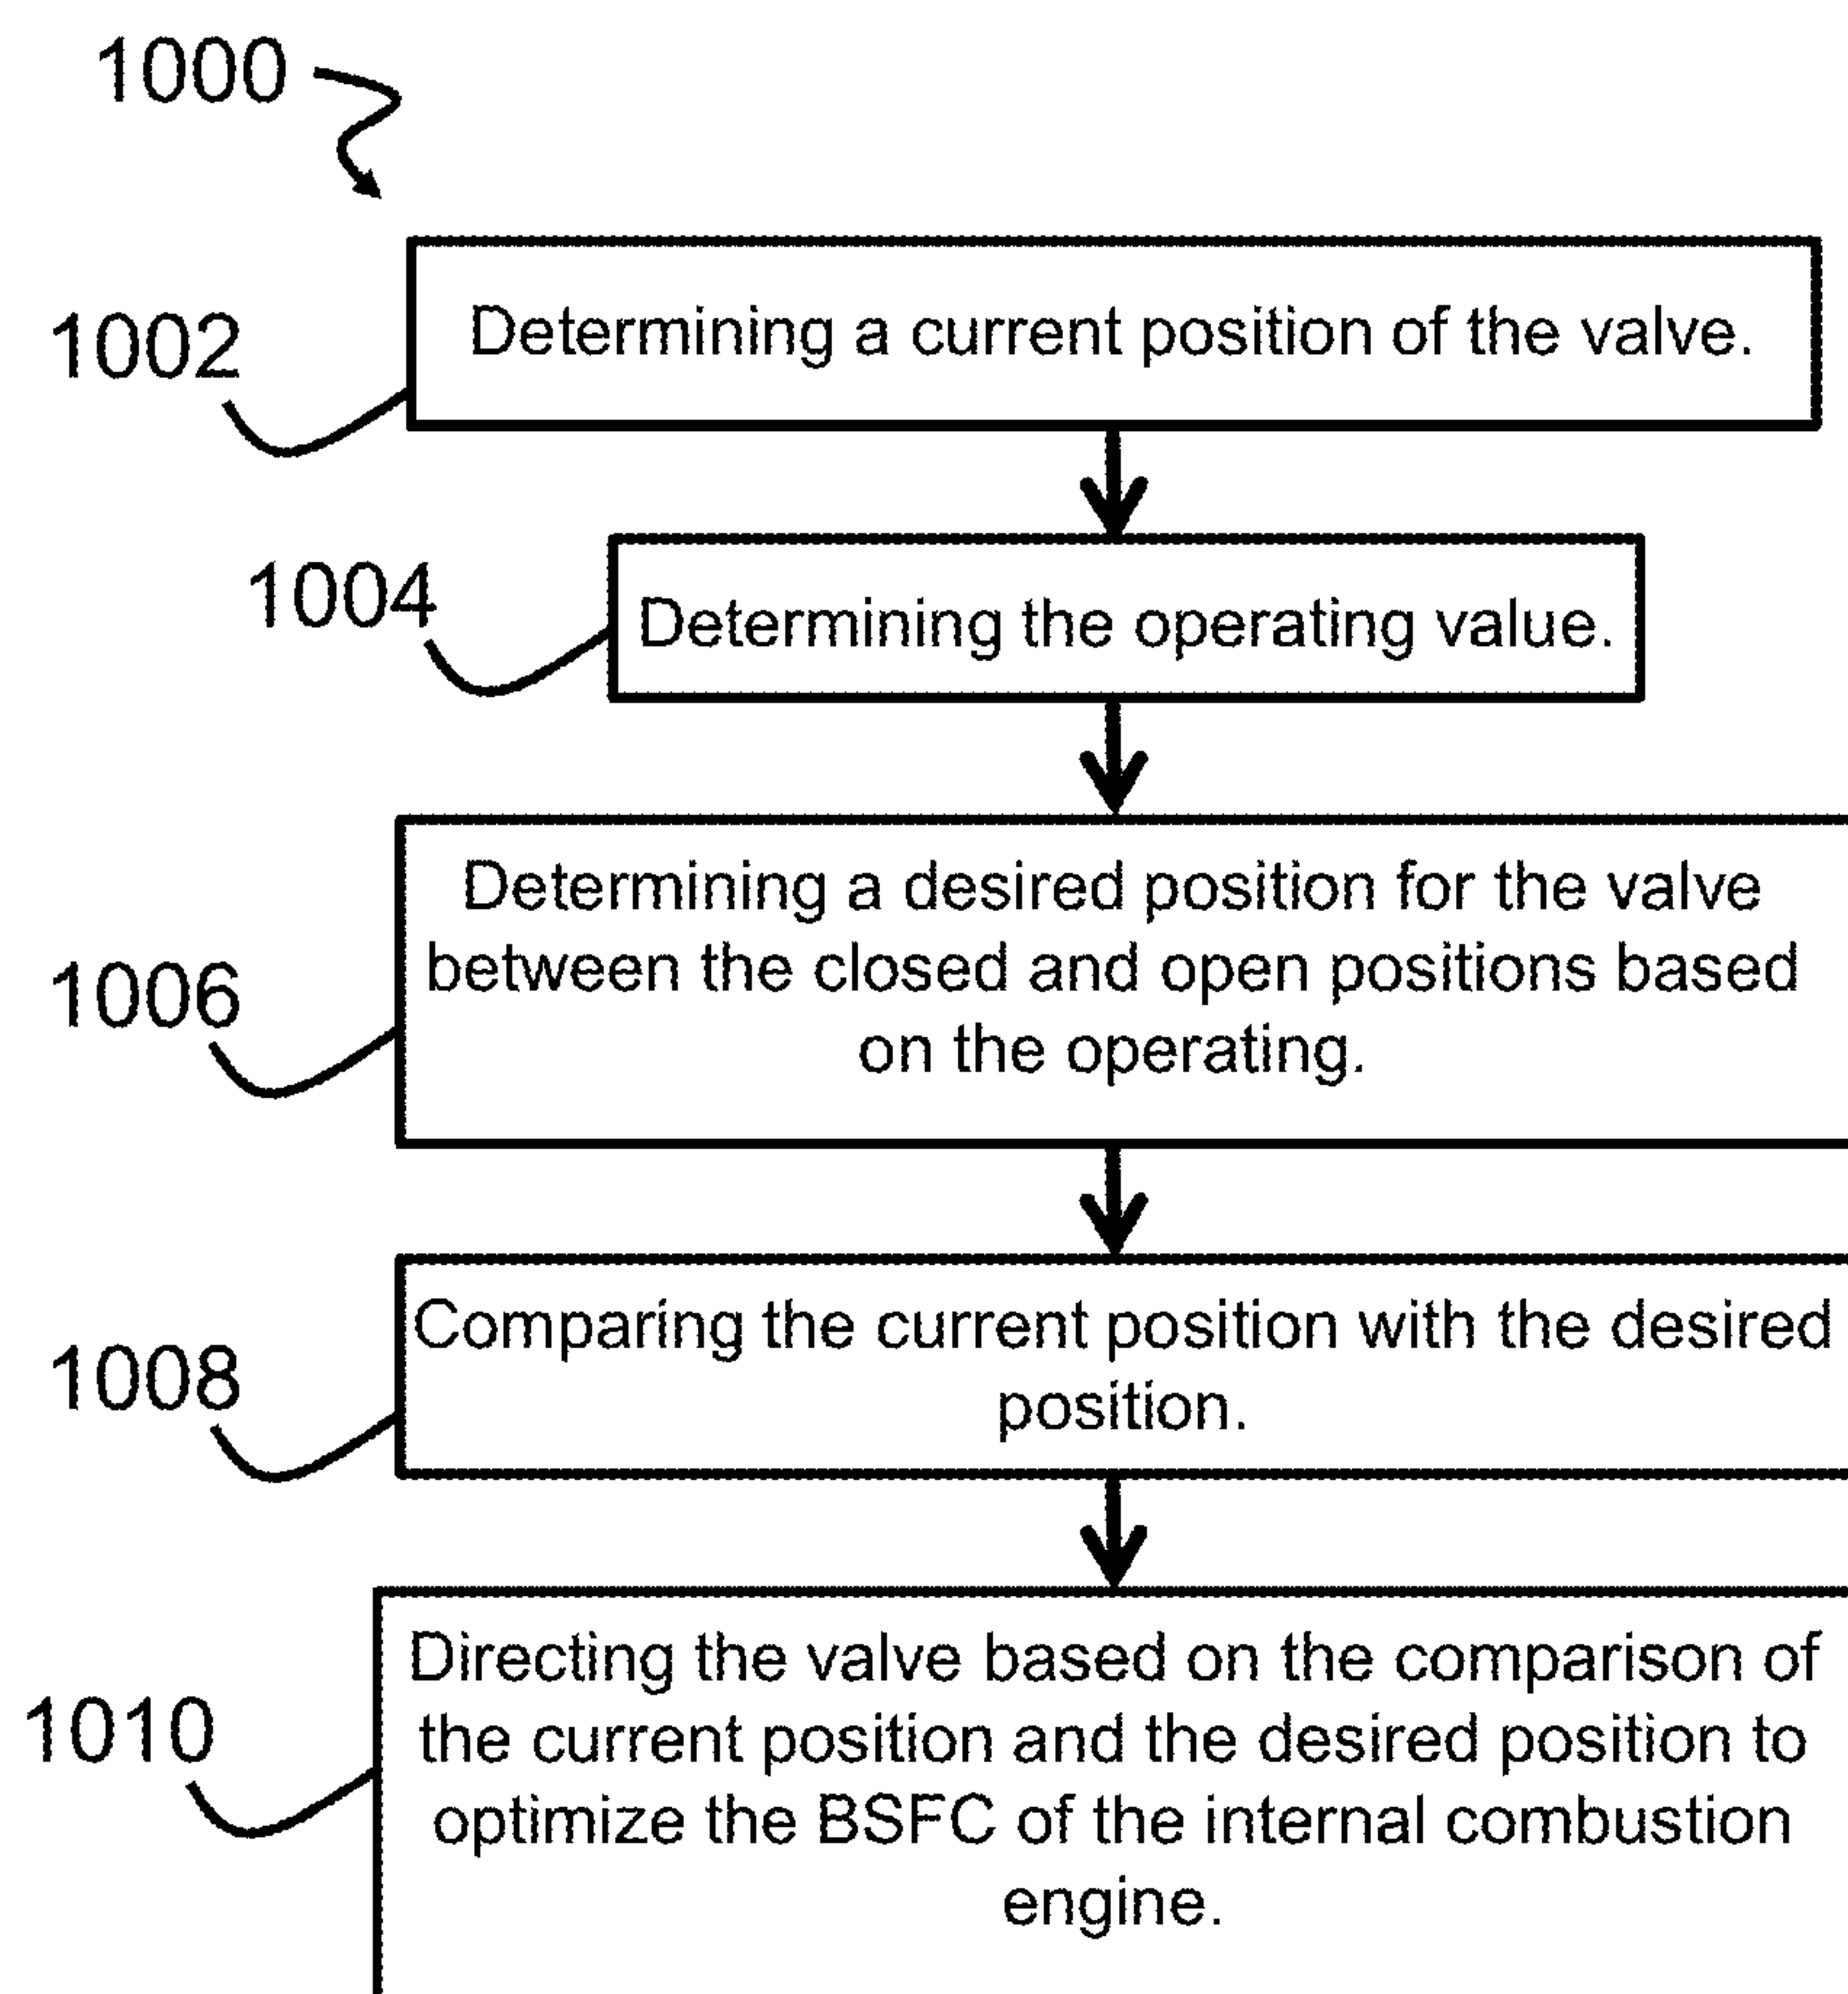 1000
1002
Determining a current position of the valve.
1004
Determining the operating value.
1006
Determining a desired position for the valve
between the closed and open positions based
on the operating.
1008
Comparing the current position with the desired
position.
1010
Directing the valve based on the comparison of
the current position and the desired position to
optimize the BSFC of the internal combustion
engine.